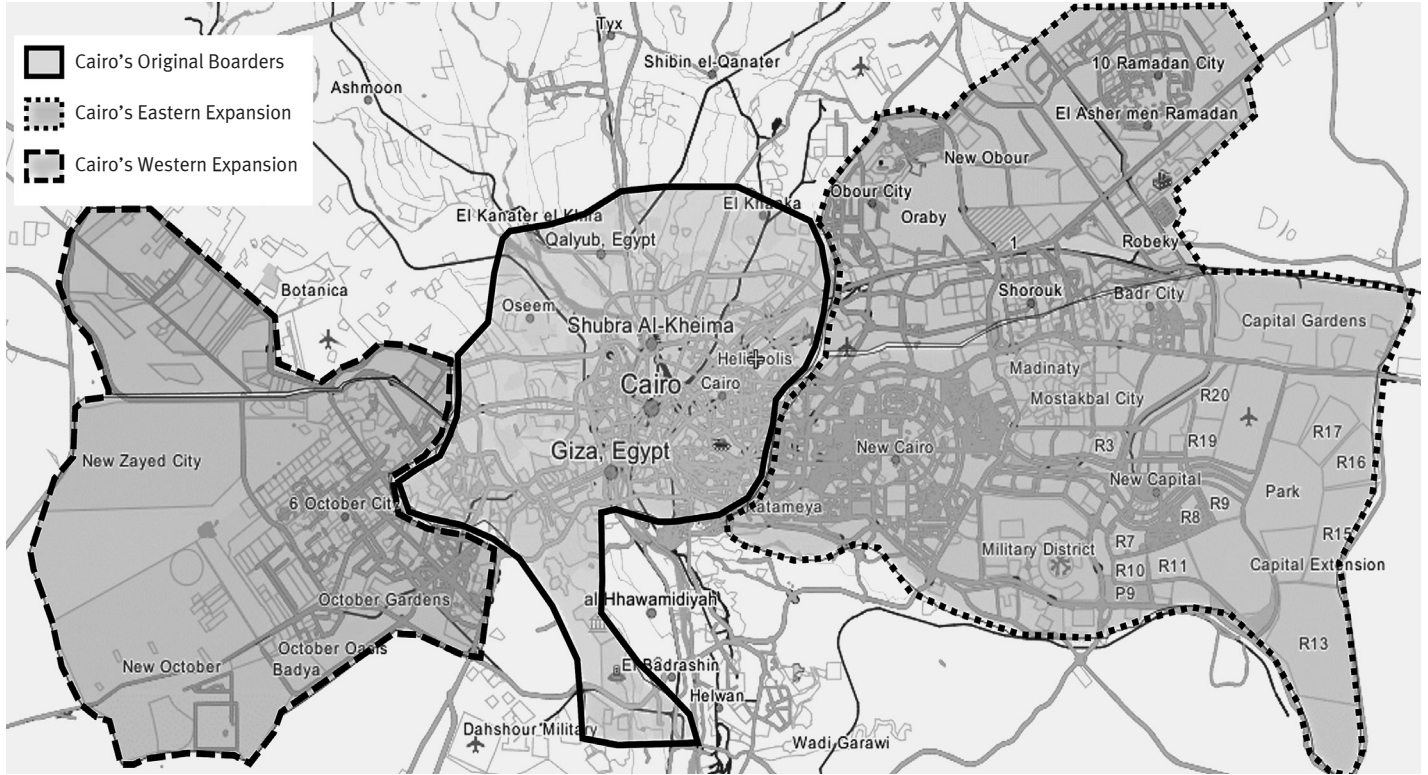 Cairo's Original Boarders
Cairo's Eastern Expansion
Cairo's Western Expansion
Tyx
Shibin el-Qanater
Ashmoon
10 Ramadan City
El Asher men Ramadan
New Obour
Obour City
Oraby
El Kanater el Khira
El Khanka
Qalyub, Egypt
1
Robeky
Botanica
Oseem
Shorouk
Badr City
Capital Gardens
Shubra Al-Kheima
Heliopolis
Madinaty
Cairo
Cairo
Mostakbal City
R20
New Zayed City
Giza, Egypt
New Cairo
R3
R19
R17
R16
6 October City
New Capital
Park
R9
R8
Katameya
R15
R7
Military District
R10
R11
Capital Extension
P9
October Gardens
al Hhawamidiyah
R13
October Oasis
New October
Badya
El Badrashin
Helwan
Dahshour Military
Wadi Garawi